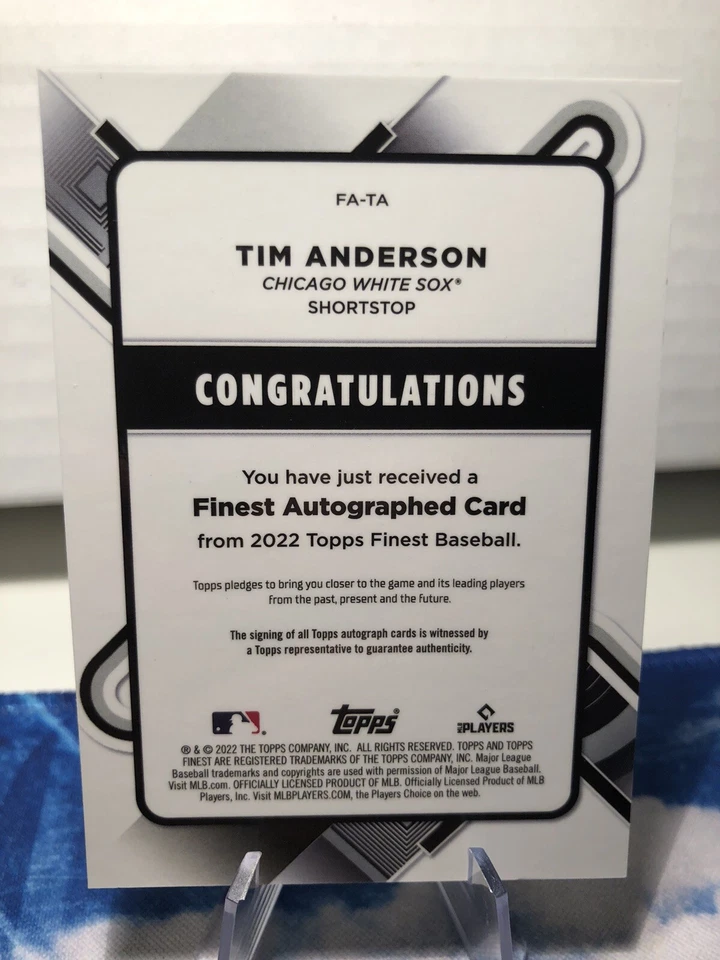 FA-TA
TIM ANDERSON
CHICAGO WHITE SOX®
SHORTSTOP
CONGRATULATIONS
You have just received a
Finest Autographed Card
from 2022 Topps Finest Baseball.
Topps pledges to bring you closer to the game and its leading players
from the past, present and the future.
The signing of all Topps autograph cards is witnessed by
a Topps representative to guarantee authenticity.
Topps® MLB PLAYERS
® & © 2022 THE TOPPS COMPANY, INC. ALL RIGHTS RESERVED. TOPPS AND TOPPS
FINEST ARE REGISTERED TRADEMARKS OF THE TOPPS COMPANY, INC. Major League
Baseball trademarks and copyrights are used with permission of Major League Baseball.
Visit MLB.com. OFFICIALLY LICENSED PRODUCT OF MLB. Officially Licensed Product of MLB
Players, Inc. Visit MLBPLAYERS.COM, the Players Choice on the web.